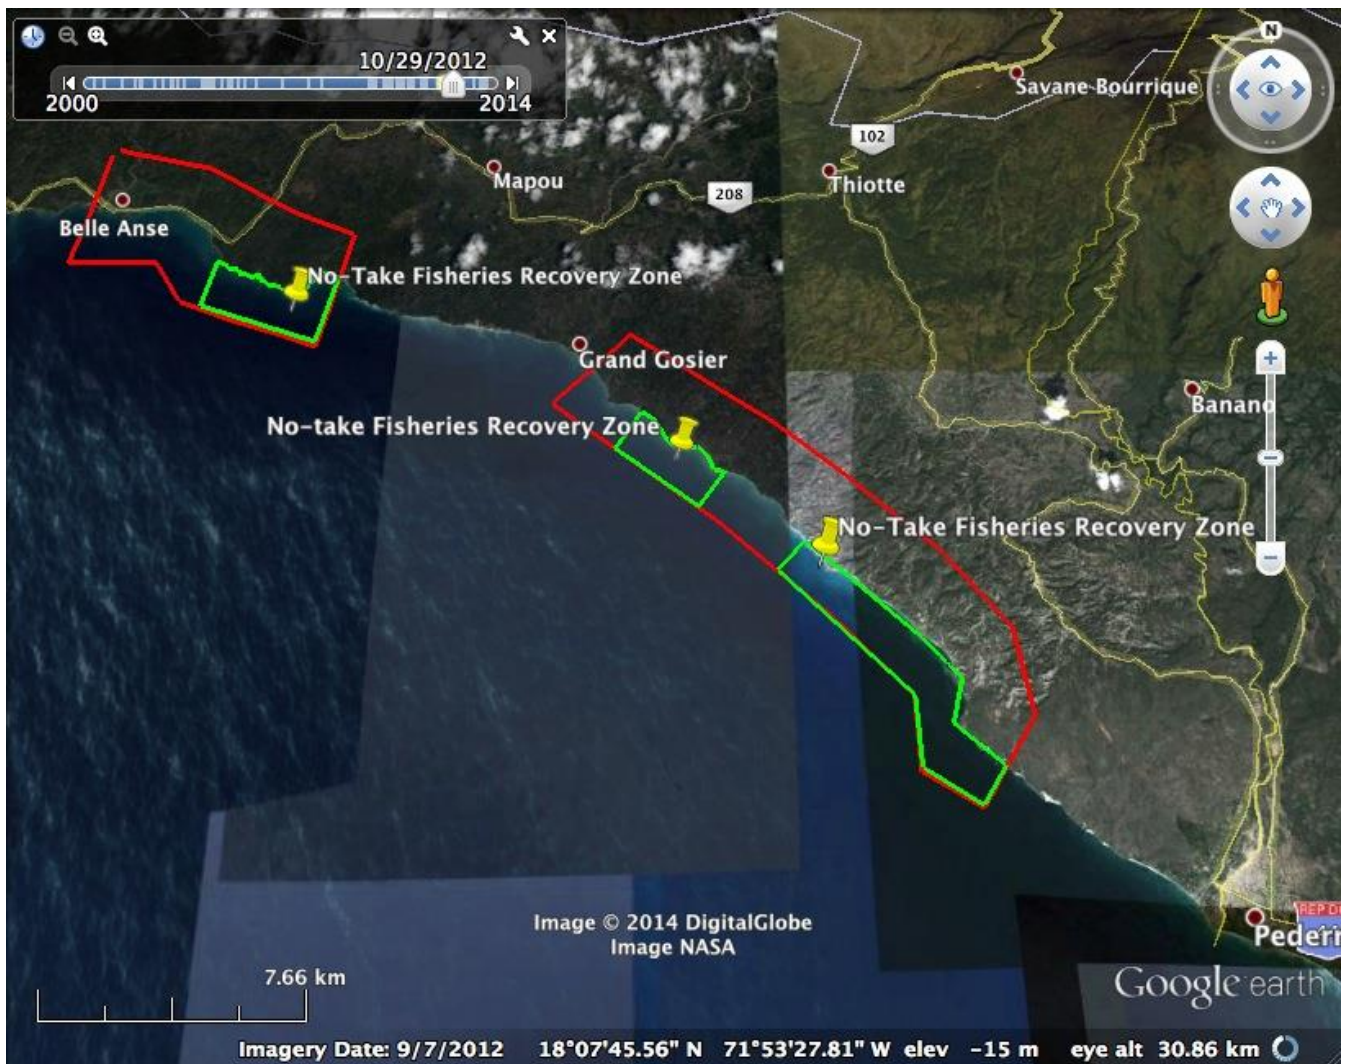 10/29/2012
2000
2014
N
Savane Bourrique
102
Mapou
Thiotte
208
Belle Anse
No-Take Fisheries Recovery Zone
Grand Gosier
Banano
No-take Fisheries Recovery Zone
No-Take Fisheries Recovery Zone
Image © 2014 DigitalGlobe
Image NASA
REP D
Pedern
7.66 km
Google earth
Imagery Date: 9/7/2012 18°07'45.56" N 71°53'27.81" W elev -15 m eye alt 30.86 km